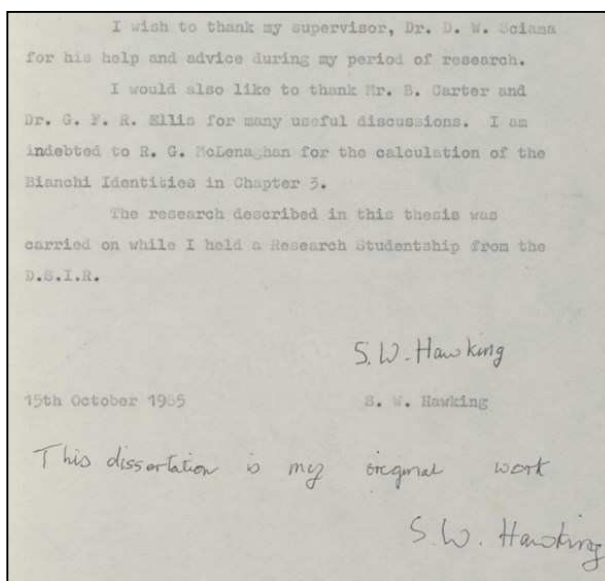 I wish to thank my supervisor, Dr. D. W. Sciama
for his help and advice during my period of research.
I would also like to thank Mr. B. Carter and
Dr. G. F. R. Ellis for many useful discussions. I am
indebted to R. G. McLenaghan for the calculation of the
Bianchi Identities in Chapter 3.
The research described in this thesis was
carried on while I held a Research Studentship from the
D.S.I.R.
S.W. Hawking
15th October 1965 S. W. Hawking
This dissertation is my original work
S.W. Hawking